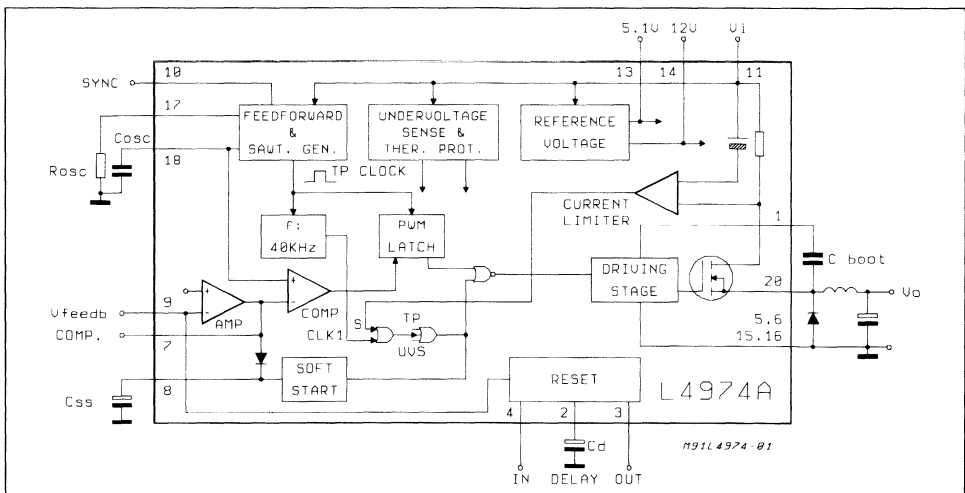 5.1V 12V Vi
10 13 14 11
SYNC
17
FEEDFORWARD
&
SAWT. GEN.
UNDERVOLTAGE
SENSE &
THER. PROT.
REFERENCE
VOLTAGE
Cosc
18
Rosc
TP CLOCK
CURRENT
LIMITER
f:
40KHz
PWM
LATCH
1
C boot
DRIVING
STAGE
20
Vo
9
Vfeedb
AMP
COMP
COMP.
7
S
CLK1
TP
UVS
5.6
15.16
8
Css
SOFT
START
RESET
L4974A
4 2 3
Cd
M91L4974-01
IN DELAY OUT